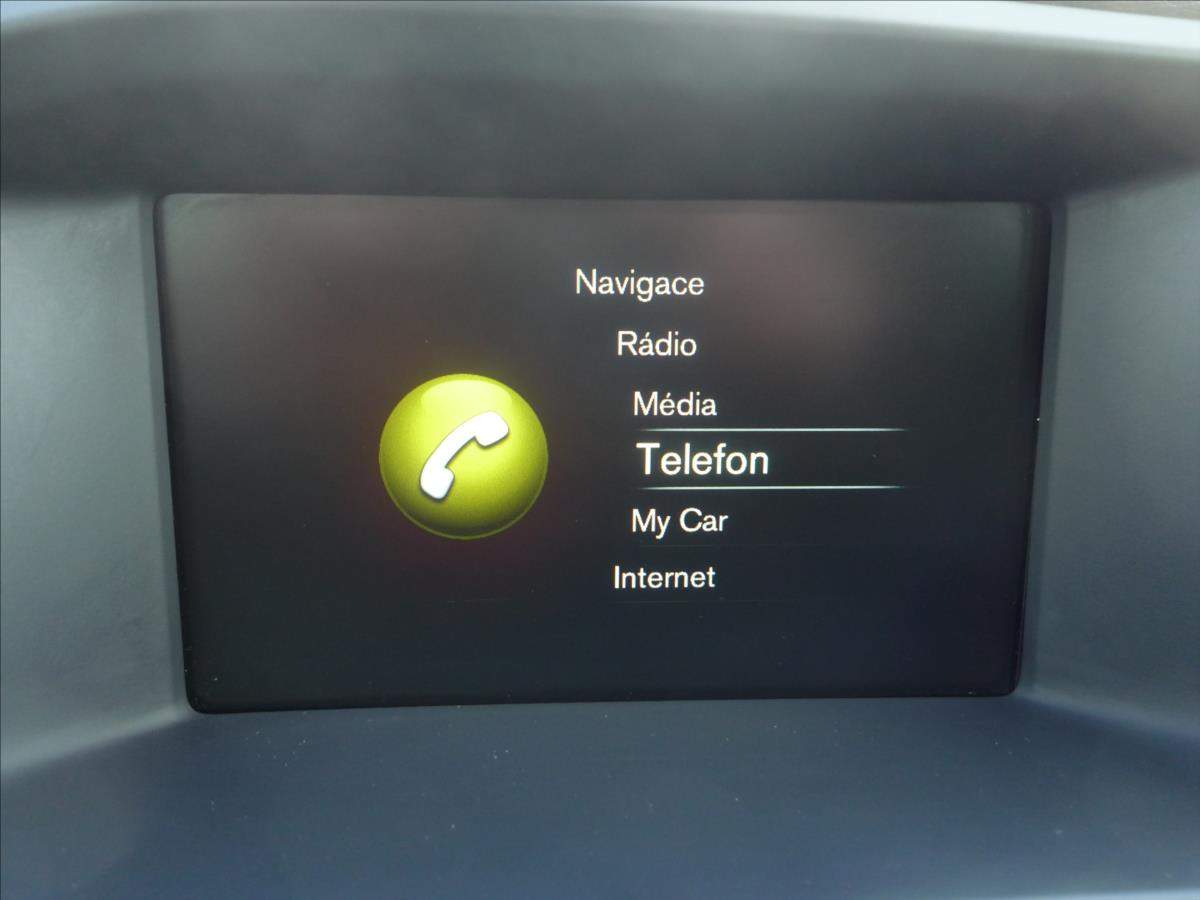 Navigace
Rádio
Média
Telefon
My Car
Internet